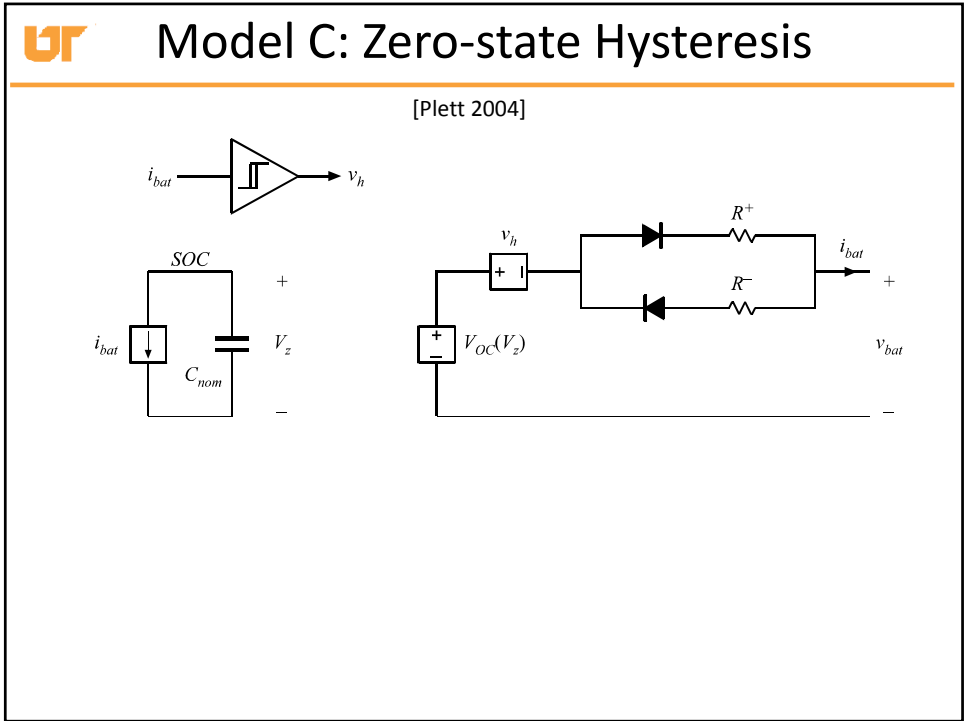 UT Model C: Zero-state Hysteresis
[Plett 2004]
i_bat v_h
SOC
i_bat
C_nom
+
V_z
–
v_h
+ –
+
–
V_OC(V_z)
R^+
R^–
i_bat
+
v_bat
–